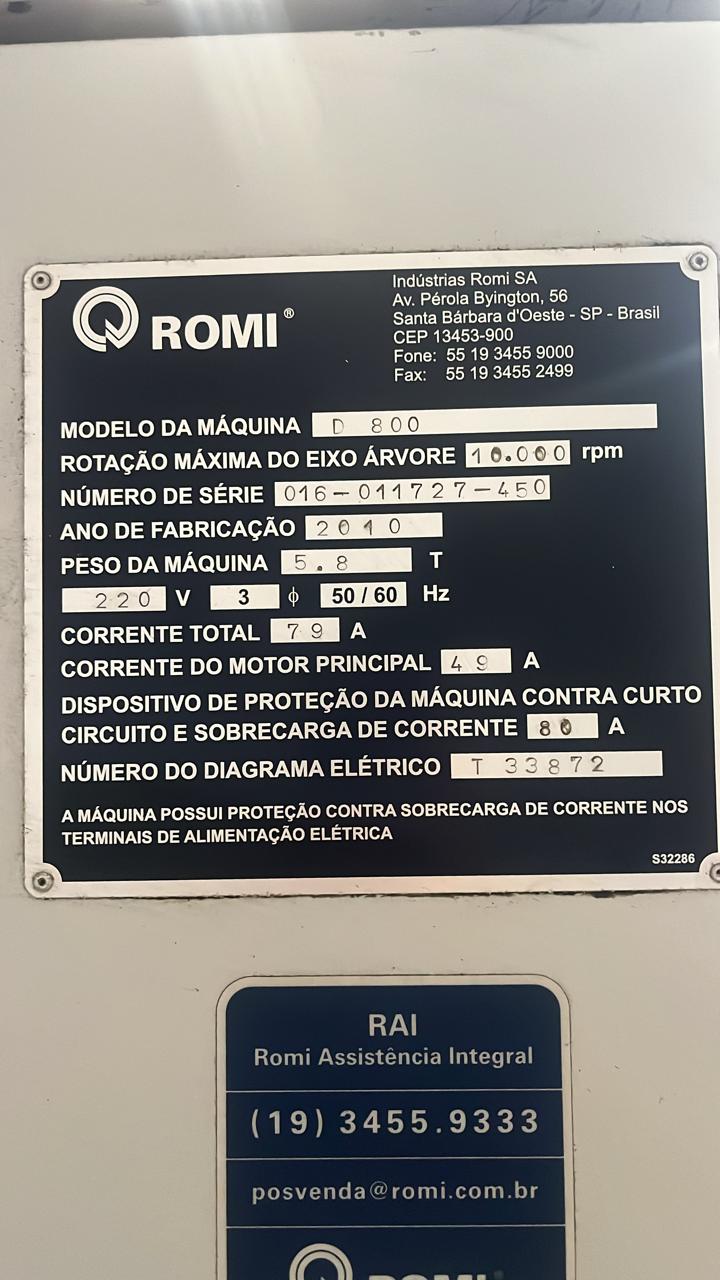 ROMI®
Indústrias Romi SA
Av. Pérola Byington, 56
Santa Bárbara d'Oeste - SP - Brasil
CEP 13453-900
Fone: 55 19 3455 9000
Fax: 55 19 3455 2499
MODELO DA MÁQUINA D 800
ROTAÇÃO MÁXIMA DO EIXO ÁRVORE 10.000 rpm
NÚMERO DE SÉRIE 016-011727-450
ANO DE FABRICAÇÃO 2010
PESO DA MÁQUINA 5.8 T
220 V 3 ϕ 50 / 60 Hz
CORRENTE TOTAL 79 A
CORRENTE DO MOTOR PRINCIPAL 49 A
DISPOSITIVO DE PROTEÇÃO DA MÁQUINA CONTRA CURTO
CIRCUITO E SOBRECARGA DE CORRENTE 80 A
NÚMERO DO DIAGRAMA ELÉTRICO T 33872
A MÁQUINA POSSUI PROTEÇÃO CONTRA SOBRECARGA DE CORRENTE NOS
TERMINAIS DE ALIMENTAÇÃO ELÉTRICA
S32286
RAI
Romi Assistência Integral
(19) 3455.9333
posvenda@romi.com.br
ROMI